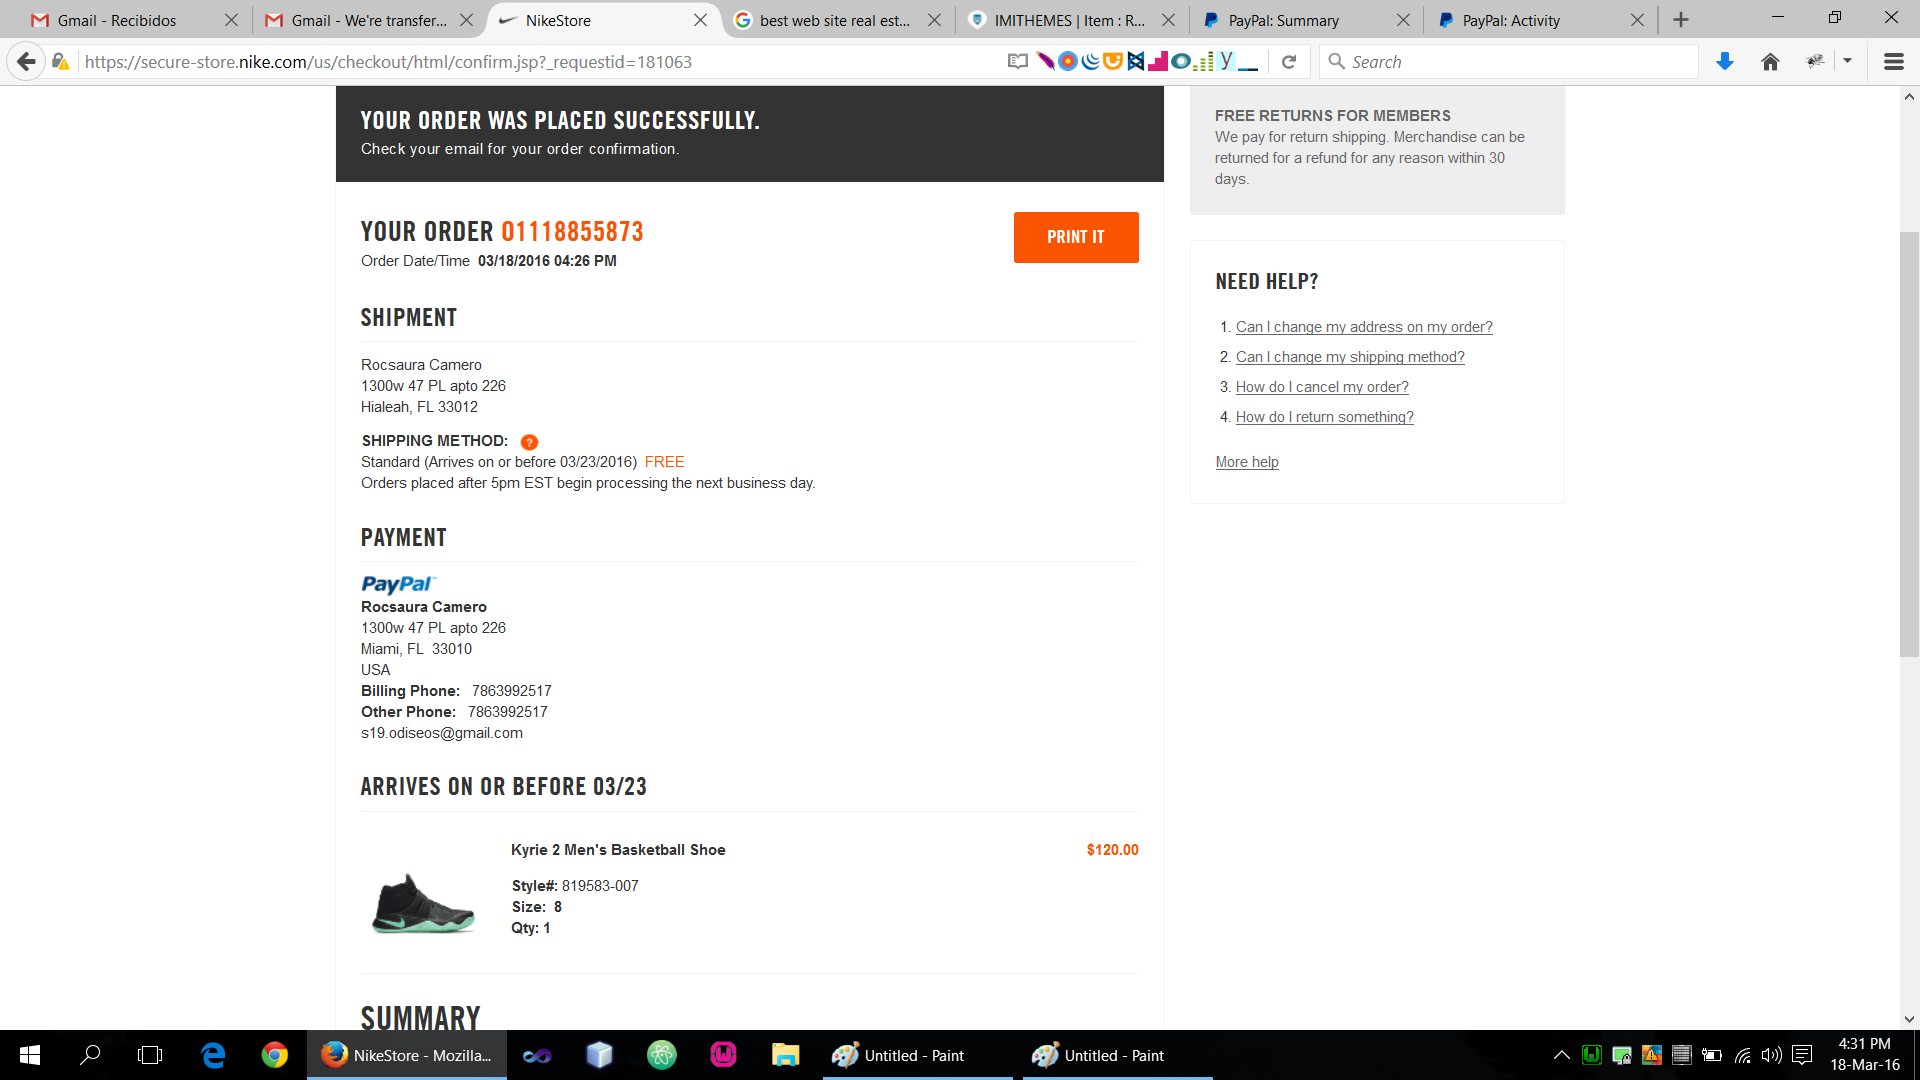 Gmail - Recibidos
Gmail - We're transfer...
NikeStore
best web site real est...
IMITHEMES | Item : R...
PayPal: Summary
PayPal: Activity
https://secure-store.nike.com/us/checkout/html/confirm.jsp?_requestid=181063
Search
YOUR ORDER WAS PLACED SUCCESSFULLY.
Check your email for your order confirmation.
YOUR ORDER 01118855873
Order Date/Time 03/18/2016 04:26 PM
PRINT IT
SHIPMENT
Rocsaura Camero
1300w 47 PL apto 226
Hialeah, FL 33012
SHIPPING METHOD: ?
Standard (Arrives on or before 03/23/2016) FREE
Orders placed after 5pm EST begin processing the next business day.
PAYMENT
PayPal
Rocsaura Camero
1300w 47 PL apto 226
Miami, FL 33010
USA
Billing Phone: 7863992517
Other Phone: 7863992517
s19.odiseos@gmail.com
ARRIVES ON OR BEFORE 03/23
Kyrie 2 Men's Basketball Shoe
$120.00
Style#: 819583-007
Size: 8
Qty: 1
SUMMARY
FREE RETURNS FOR MEMBERS
We pay for return shipping. Merchandise can be
returned for a refund for any reason within 30
days.
NEED HELP?
1. Can I change my address on my order?
2. Can I change my shipping method?
3. How do I cancel my order?
4. How do I return something?
More help
NikeStore - Mozilla...
Untitled - Paint
Untitled - Paint
4:31 PM
18-Mar-16